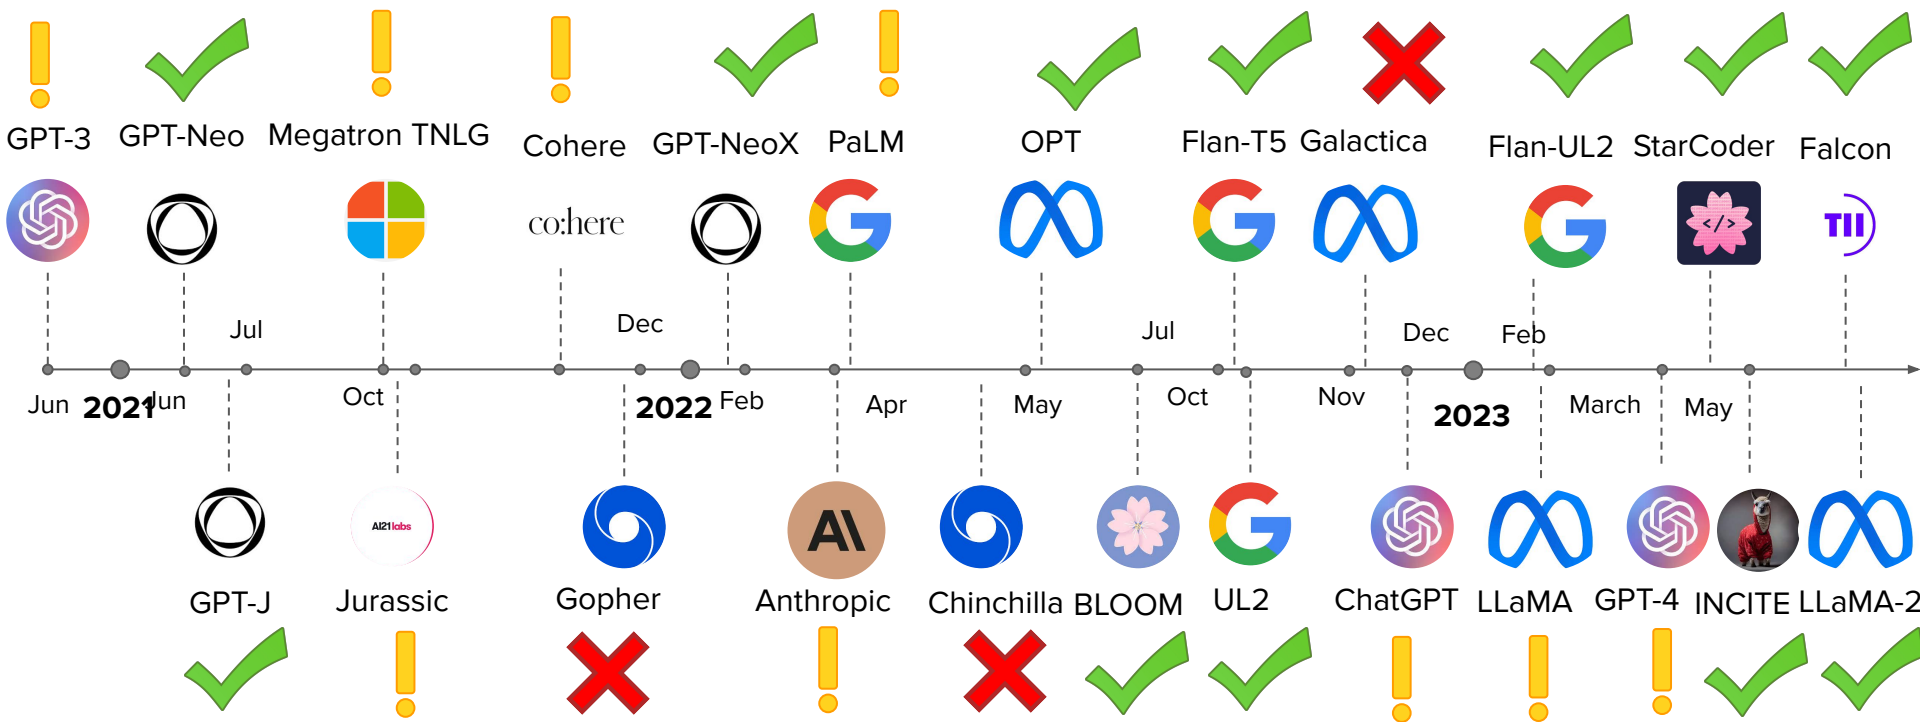 GPT-3
GPT-Neo
Megatron TNLG
Cohere
GPT-NeoX
PaLM
OPT
Flan-T5
Galactica
Flan-UL2
StarCoder
Falcon
co:here
</>
TII
Jul
Dec
Jul
Dec
Feb
Jun
2021
Jun
Oct
2022
Feb
Apr
May
Oct
Nov
2023
March
May
AI21labs
AI
GPT-J
Jurassic
Gopher
Anthropic
Chinchilla
BLOOM
UL2
ChatGPT
LLaMA
GPT-4
INCITE
LLaMA-2